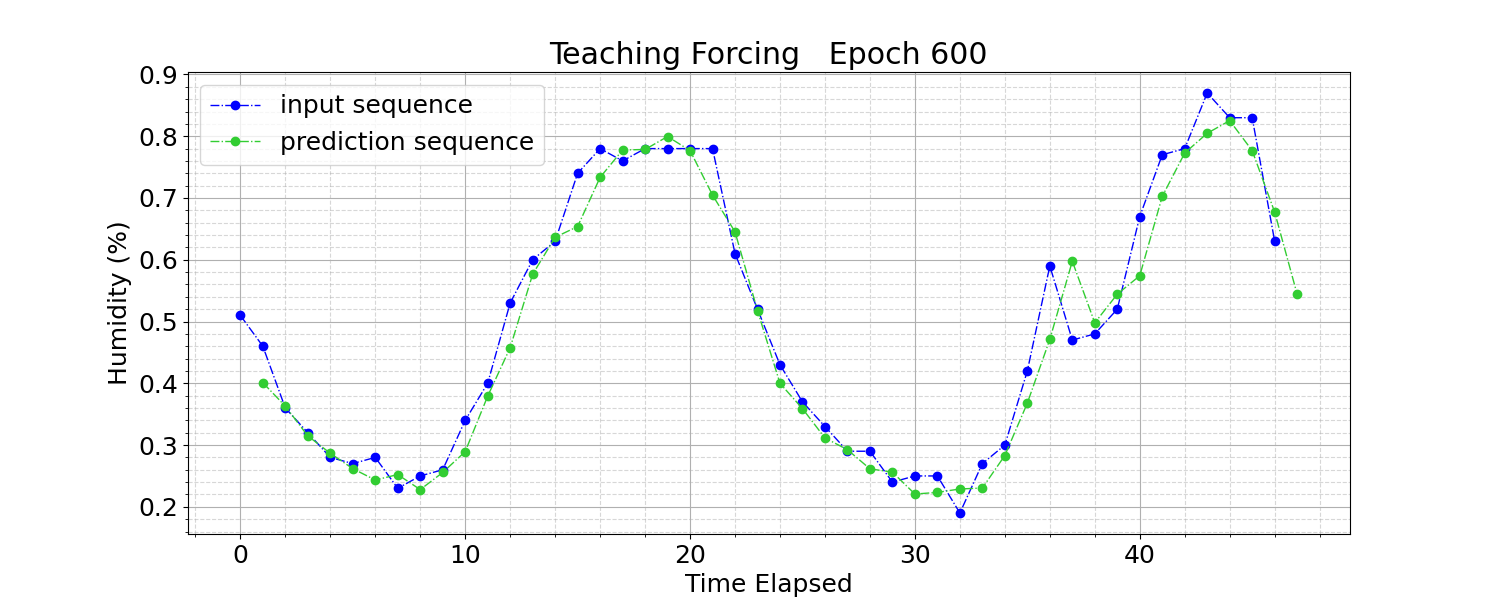 Teaching Forcing   Epoch 600
input sequence
prediction sequence
Humidity (%)
0.9
0.8
0.7
0.6
0.5
0.4
0.3
0.2
0 10 20 30 40
Time Elapsed